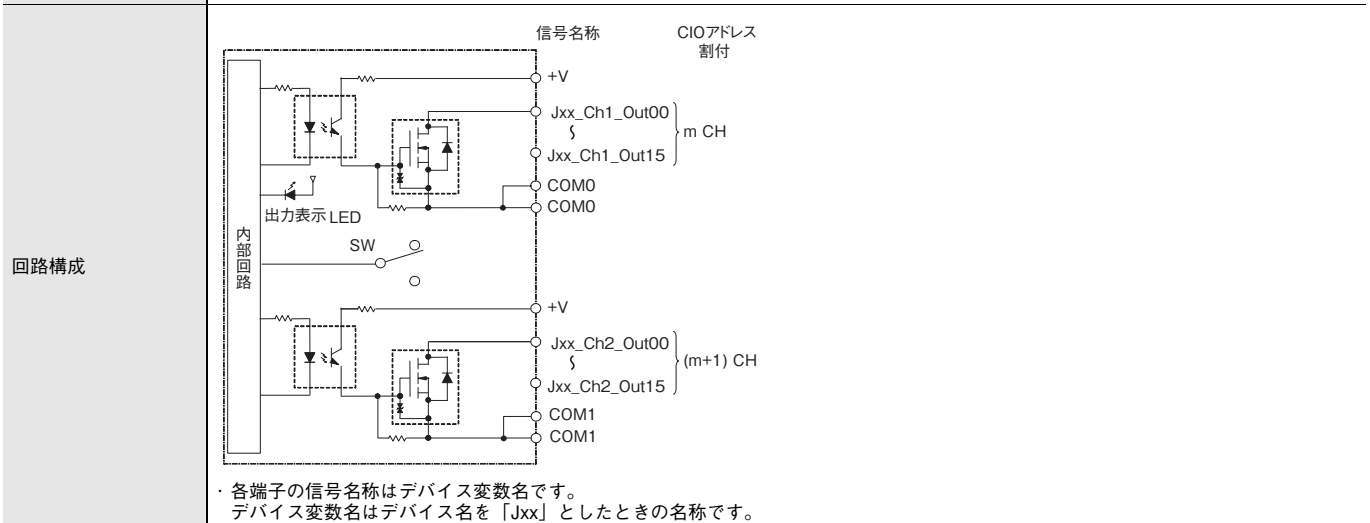 回路構成
信号名称
CIOアドレス
割付
+V
Jxx_Ch1_Out00
〜
Jxx_Ch1_Out15
m CH
COM0
COM0
出力表示LED
内部回路
SW
+V
Jxx_Ch2_Out00
〜
Jxx_Ch2_Out15
(m+1) CH
COM1
COM1
・各端子の信号名称はデバイス変数名です。
デバイス変数名はデバイス名を「Jxx」としたときの名称です。